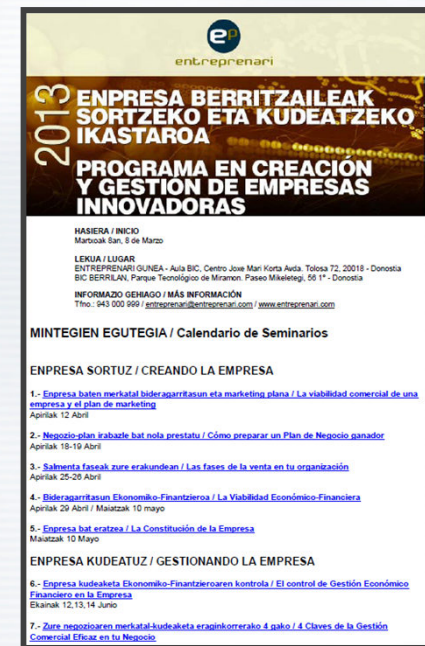 ep
entreprenari
2013
ENPRESA BERRITZAILEAK
SORTZEKO ETA KUDEATZEKO
IKASTAROA
PROGRAMA EN CREACIÓN
Y GESTIÓN DE EMPRESAS
INNOVADORAS
HASIERA / INICIO
Martxoak 8an, 8 de Marzo
LEKUA / LUGAR
ENTREPRENARI GUNEA - Aula BIC, Centro Joxe Mari Korta Avda. Tolosa 72, 20018 - Donostia
BIC BERRILAN, Parque Tecnológico de Miramon. Paseo Mikeletegi, 56 1ª - Donostia
INFORMAZIO GEHIAGO / MÁS INFORMACIÓN
Tfno.: 943 000 999 / entreprenari@entreprenari.com / www.entreprenari.com
MINTEGIEN EGUTEGIA / Calendario de Seminarios
ENPRESA SORTUZ / CREANDO LA EMPRESA
1.- Enpresa baten merkatal bideragarritasun eta marketing plana / La viabilidad comercial de una
empresa y el plan de marketing
Apirilak 12 Abril
2.- Negozio-plan irabazle bat nola prestatu / Cómo preparar un Plan de Negocio ganador
Apirilak 18-19 Abril
3.- Salmenta faseak zure erakundean / Las fases de la venta en tu organización
Apirilak 25-26 Abril
4.- Bideragarritasun Ekonomiko-Finantzieroa / La Viabilidad Económico-Financiera
Apirilak 29 Abril / Maiatzak 10 mayo
5.- Enpresa bat eratzea / La Constitución de la Empresa
Maiatzak 10 Mayo
ENPRESA KUDEATUZ / GESTIONANDO LA EMPRESA
6.- Enpresa kudeaketa Ekonomiko-Finantzieroaren kontrola / El control de Gestión Económico
Financiero en la Empresa
Ekainak 12,13,14 Junio
7.- Zure negozioaren merkatal-kudeaketa eraginkorrerako 4 gako / 4 Claves de la Gestión
Comercial Eficaz en tu Negocio